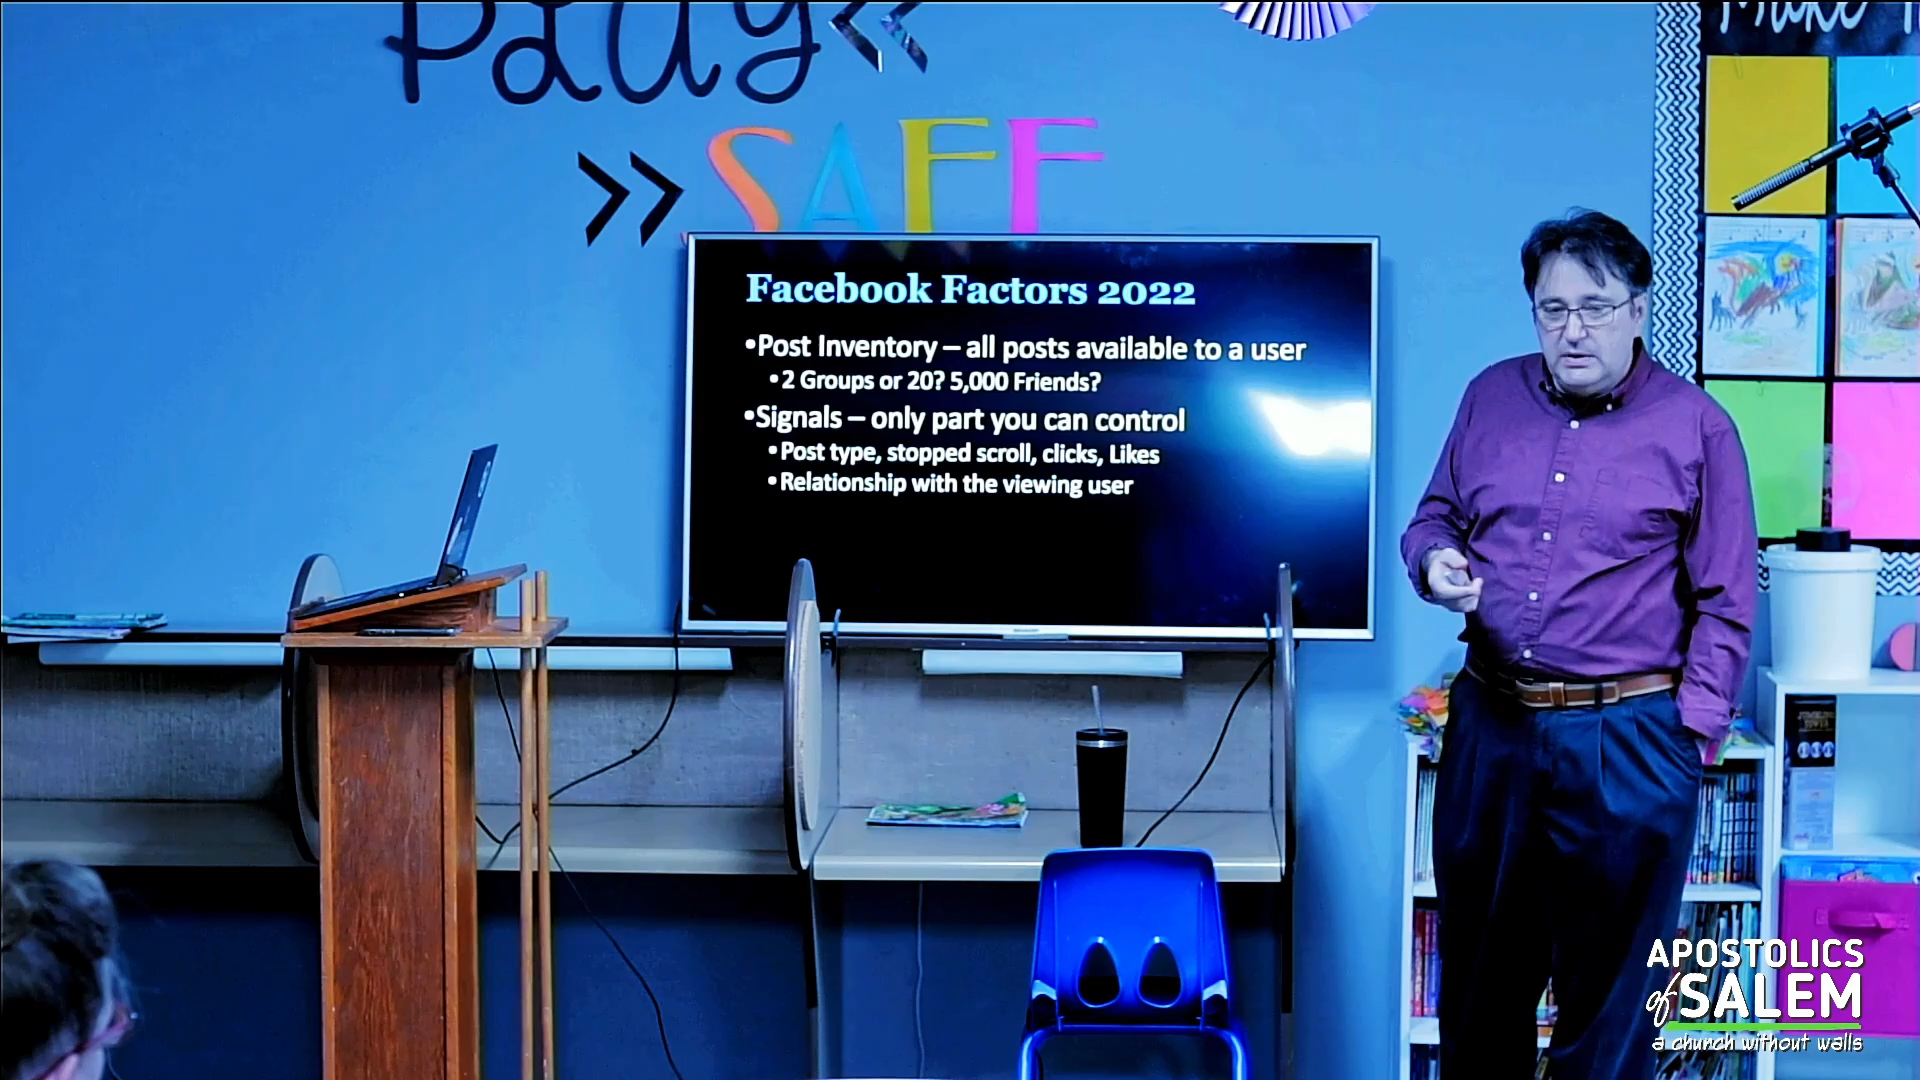 Play
SAFE
Make
Facebook Factors 2022
•Post Inventory – all posts available to a user
•2 Groups or 20? 5,000 Friends?
•Signals – only part you can control
•Post type, stopped scroll, clicks, Likes
•Relationship with the viewing user
APOSTOLICS
of SALEM
a church without walls